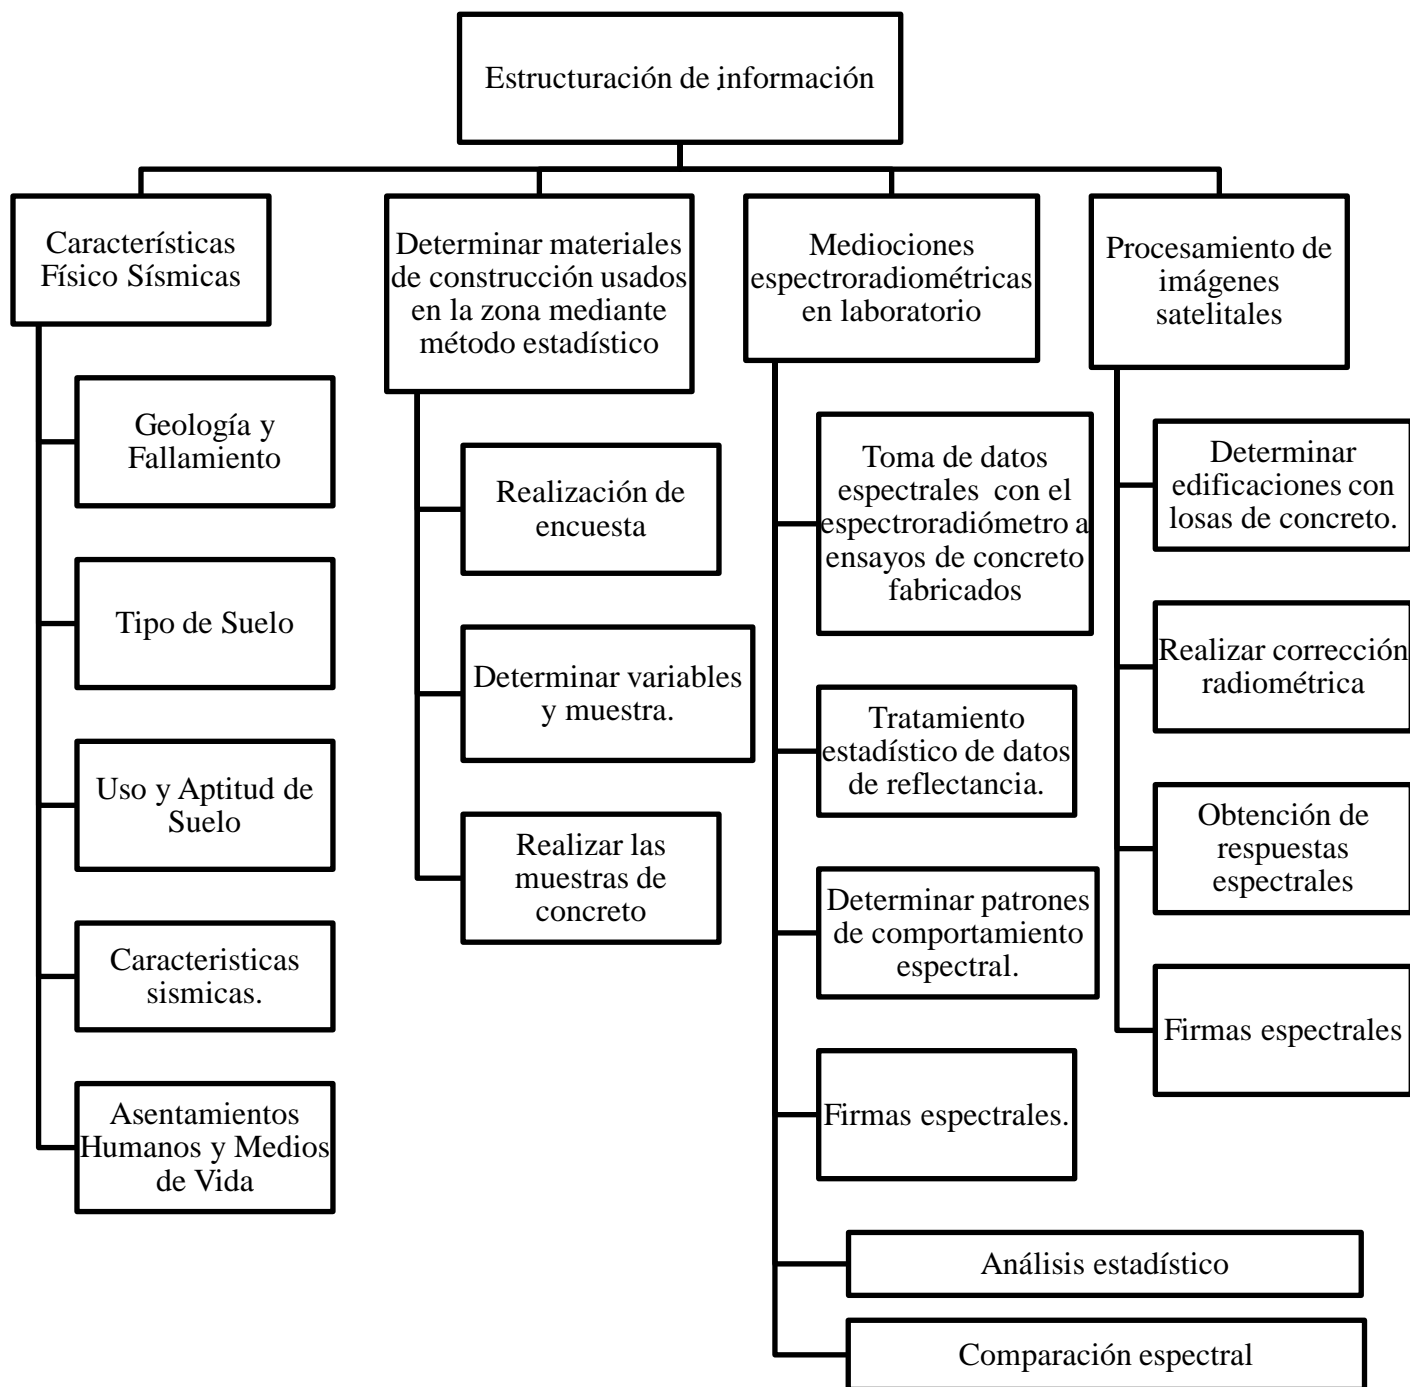 Estructuración de información
Características
Físico Sísmicas
Geología y
Fallamiento
Tipo de Suelo
Uso y Aptitud de
Suelo
Caracteristicas
sismicas.
Asentamientos
Humanos y Medios
de Vida
Determinar materiales
de construcción usados
en la zona mediante
método estadístico
Realización de
encuesta
Determinar variables
y muestra.
Realizar las
muestras de
concreto
Mediociones
espectroradiométricas
en laboratorio
Toma de datos
espectrales con el
espectroradiómetro a
ensayos de concreto
fabricados
Tratamiento
estadístico de datos
de reflectancia.
Determinar patrones
de comportamiento
espectral.
Firmas espectrales.
Análisis estadístico
Comparación espectral
Procesamiento de
imágenes
satelitales
Determinar
edificaciones con
losas de concreto.
Realizar corrección
radiométrica
Obtención de
respuestas
espectrales
Firmas espectrales